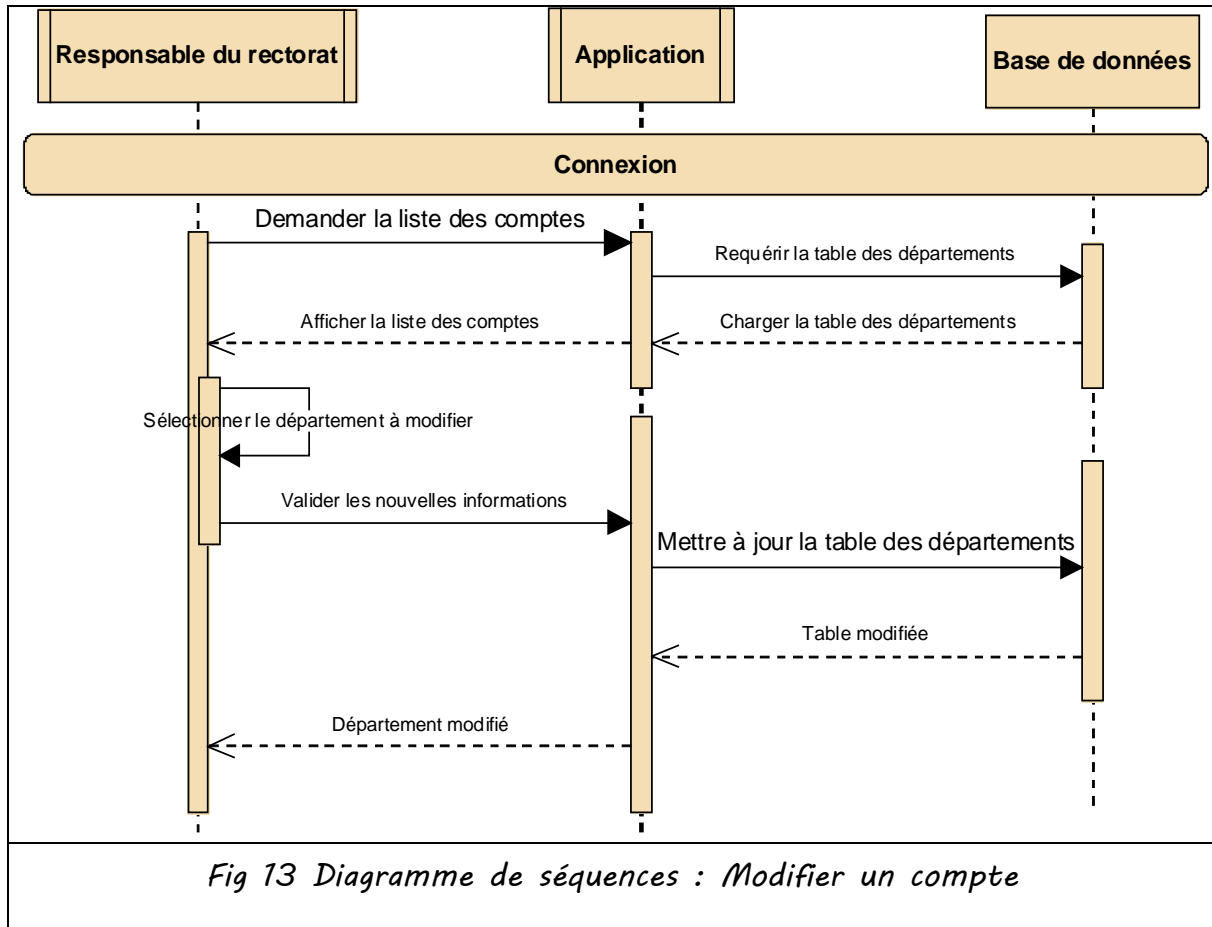 Responsable du rectorat
Application
Base de données
Connexion
Demander la liste des comptes
Requérir la table des départements
Afficher la liste des comptes
Charger la table des départements
Sélectionner le département à modifier
Valider les nouvelles informations
Mettre à jour la table des départements
Table modifiée
Département modifié
Fig 13 Diagramme de séquences : Modifier un compte